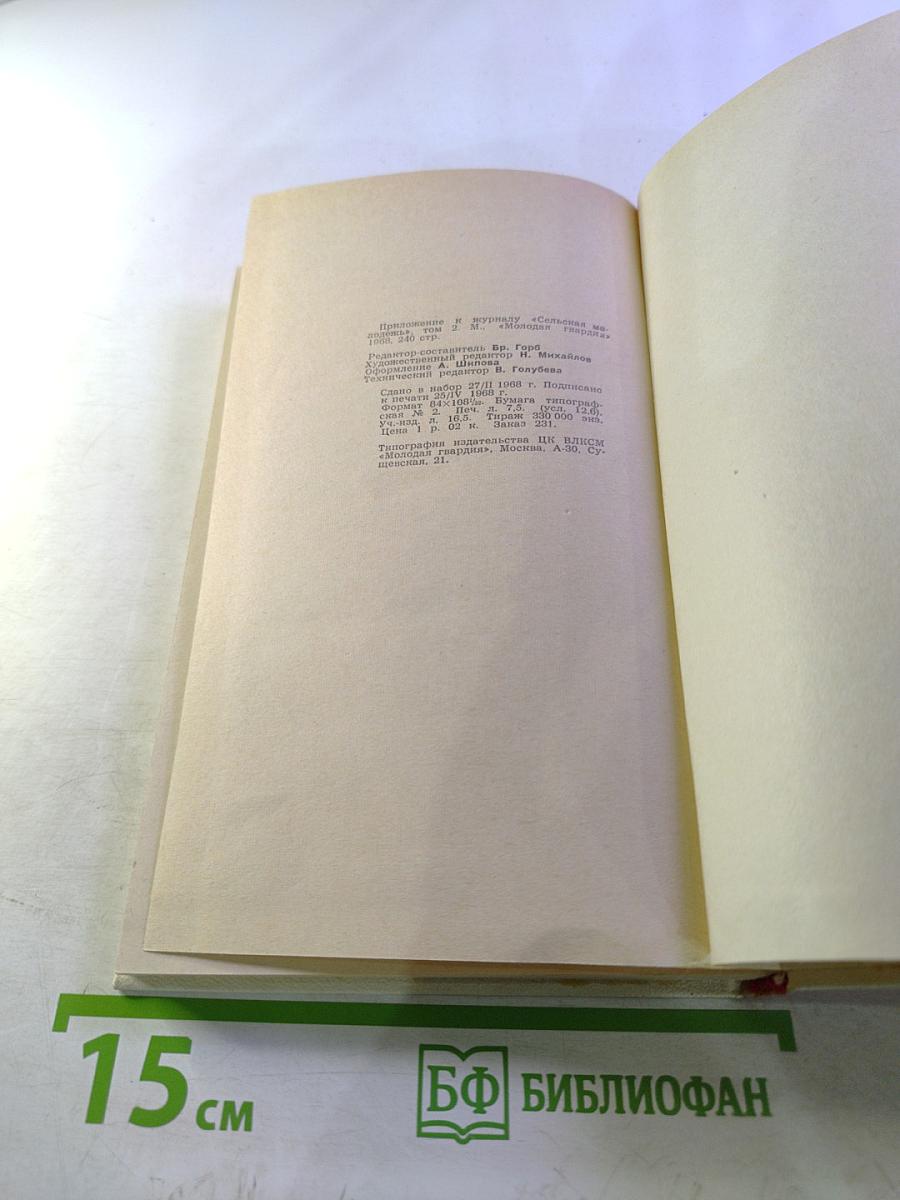 Приложение к журналу «Сельская мо-
лодежь», том 2. М., «Молодая гвардия»
1968, 240 стр.
Редактор-составитель Бр. Горб
Художественный редактор Н. Михайлов
Оформление А. Шипова
Технический редактор В. Голубева
Сдано в набор 27/II 1968 г. Подписано
к печати 25/IV 1968 г.
Формат 84×108¹/₃₂. Бумага типограф-
ская № 2. Печ. л. 7,5. (усл. 12,6).
Уч.-изд. л. 16,5. Тираж 330 000 экз.
Цена 1 р. 02 к. Заказ 231.
Типография издательства ЦК ВЛКСМ
«Молодая гвардия», Москва, А-30, Су-
щевская, 21.
15 см
БФ БИБЛИОФАН